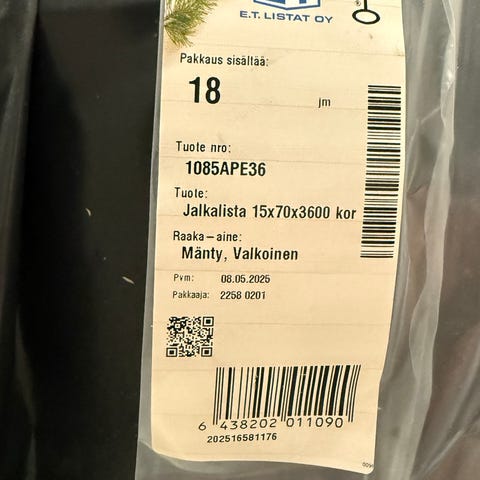 E.T. LISTAT OY
®
Pakkaus sisältää:
18 jm
Tuote nro:
1085APE36
Tuote:
Jalkalista 15x70x3600 kor
Raaka-aine:
Mänty, Valkoinen
Pvm: 08.05.2025
Pakkaaja: 2258 0201
6 438202 011090
202516581176